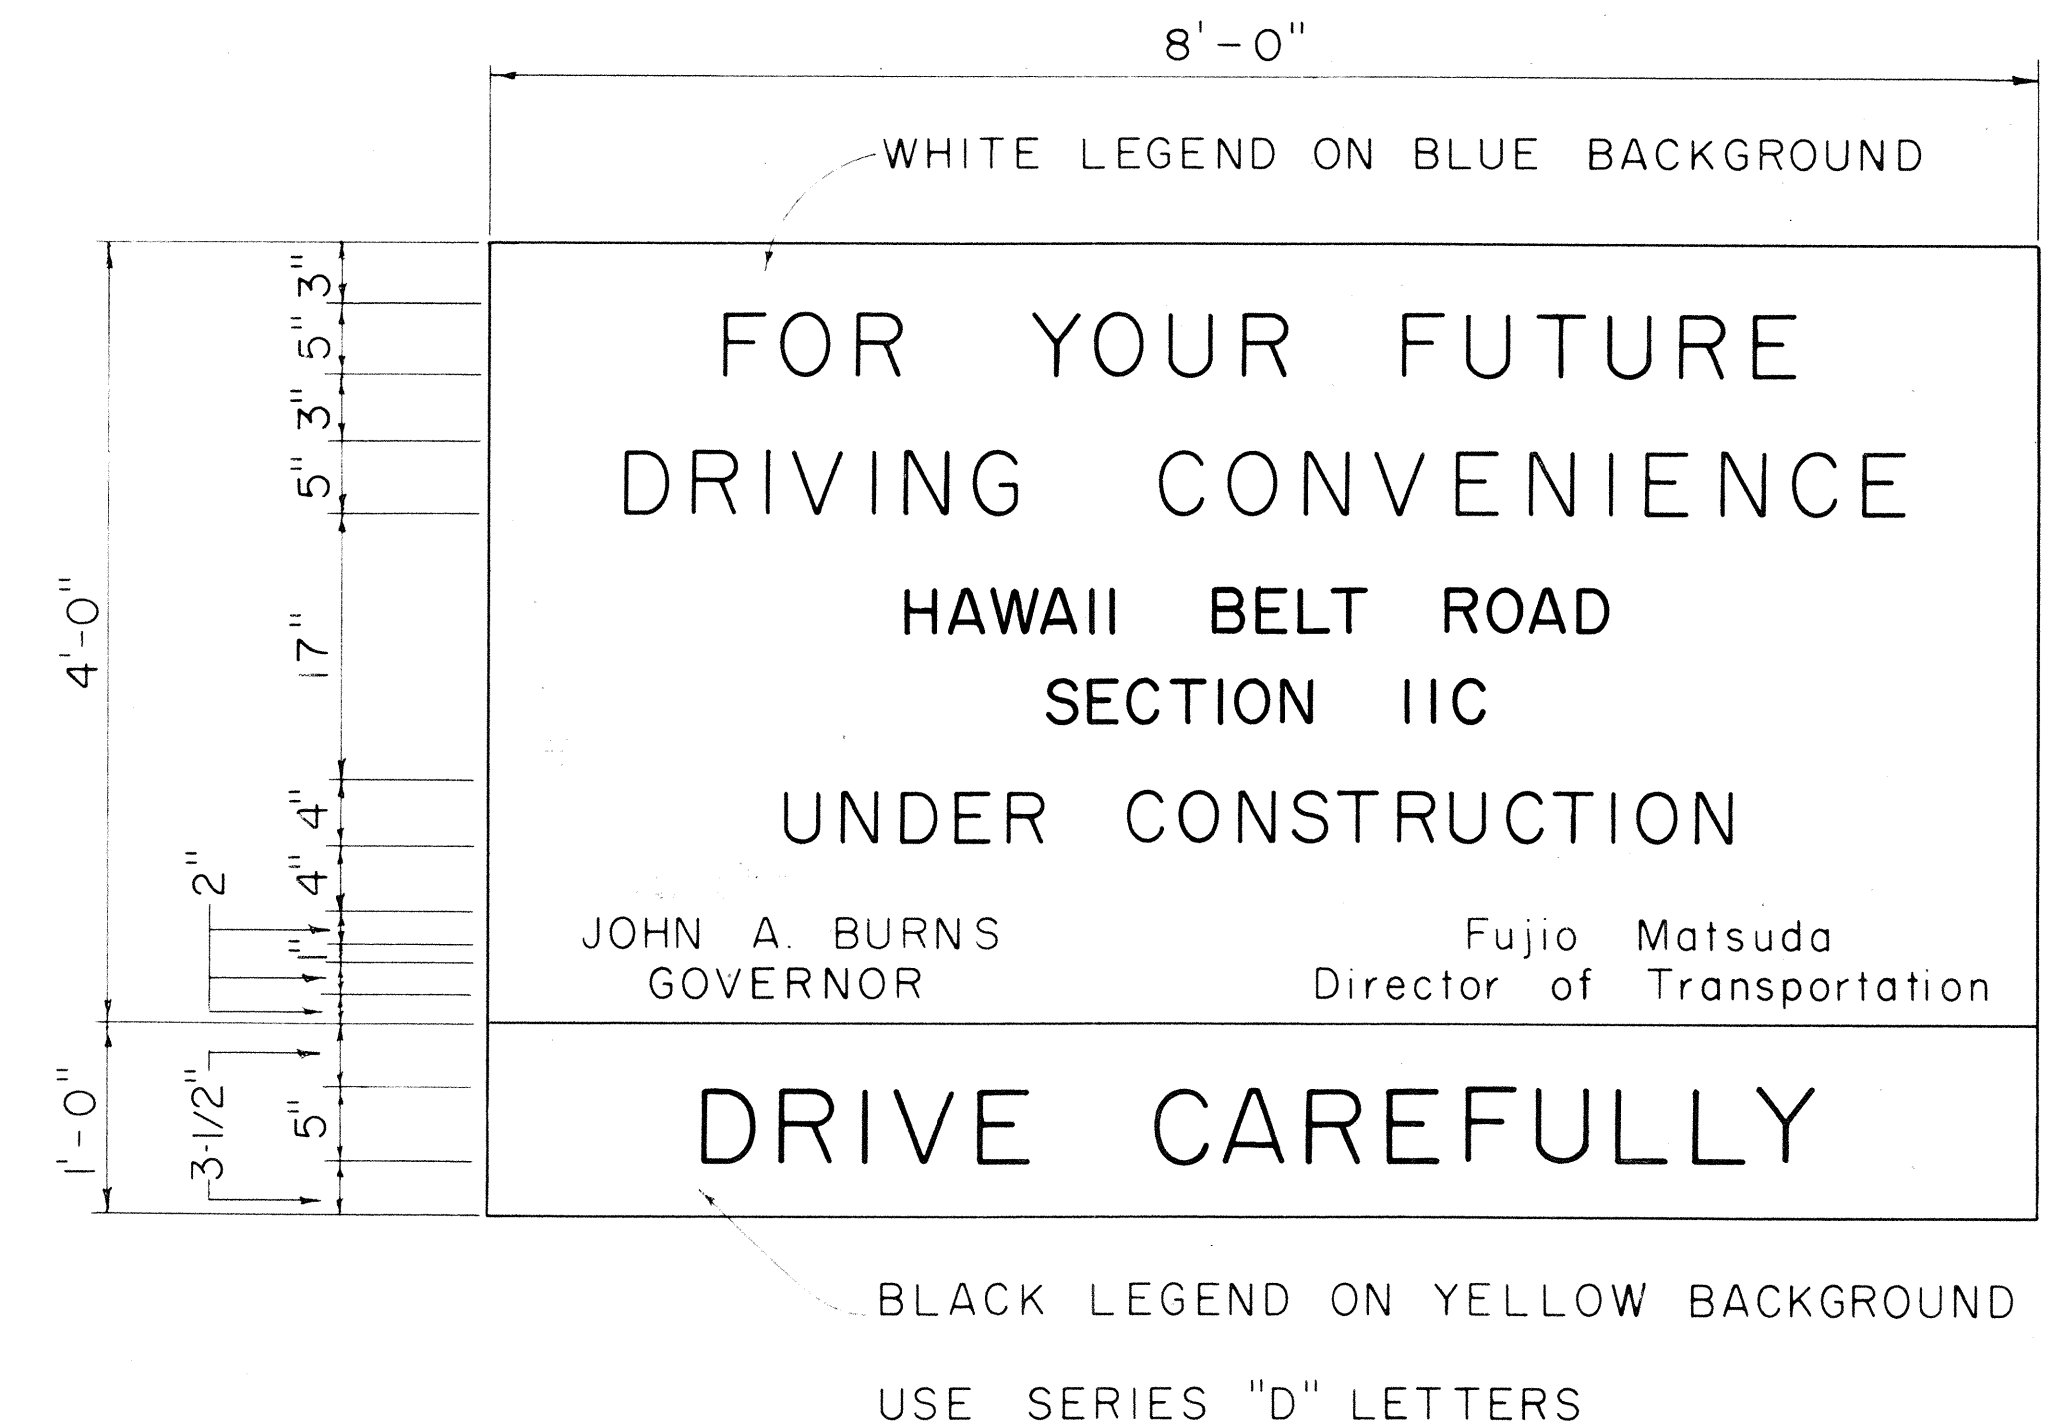 8'-0"
WHITE LEGEND ON BLUE BACKGROUND
3"
5"
3"
5"
17"
4"
4"
1"
2"
4'-0"
FOR YOUR FUTURE
DRIVING CONVENIENCE
HAWAII BELT ROAD
SECTION 11C
UNDER CONSTRUCTION
JOHN A. BURNS
GOVERNOR
Fujio Matsuda
Director of Transportation
1'-0"
3-1/2"
5"
DRIVE CAREFULLY
BLACK LEGEND ON YELLOW BACKGROUND
USE SERIES "D" LETTERS